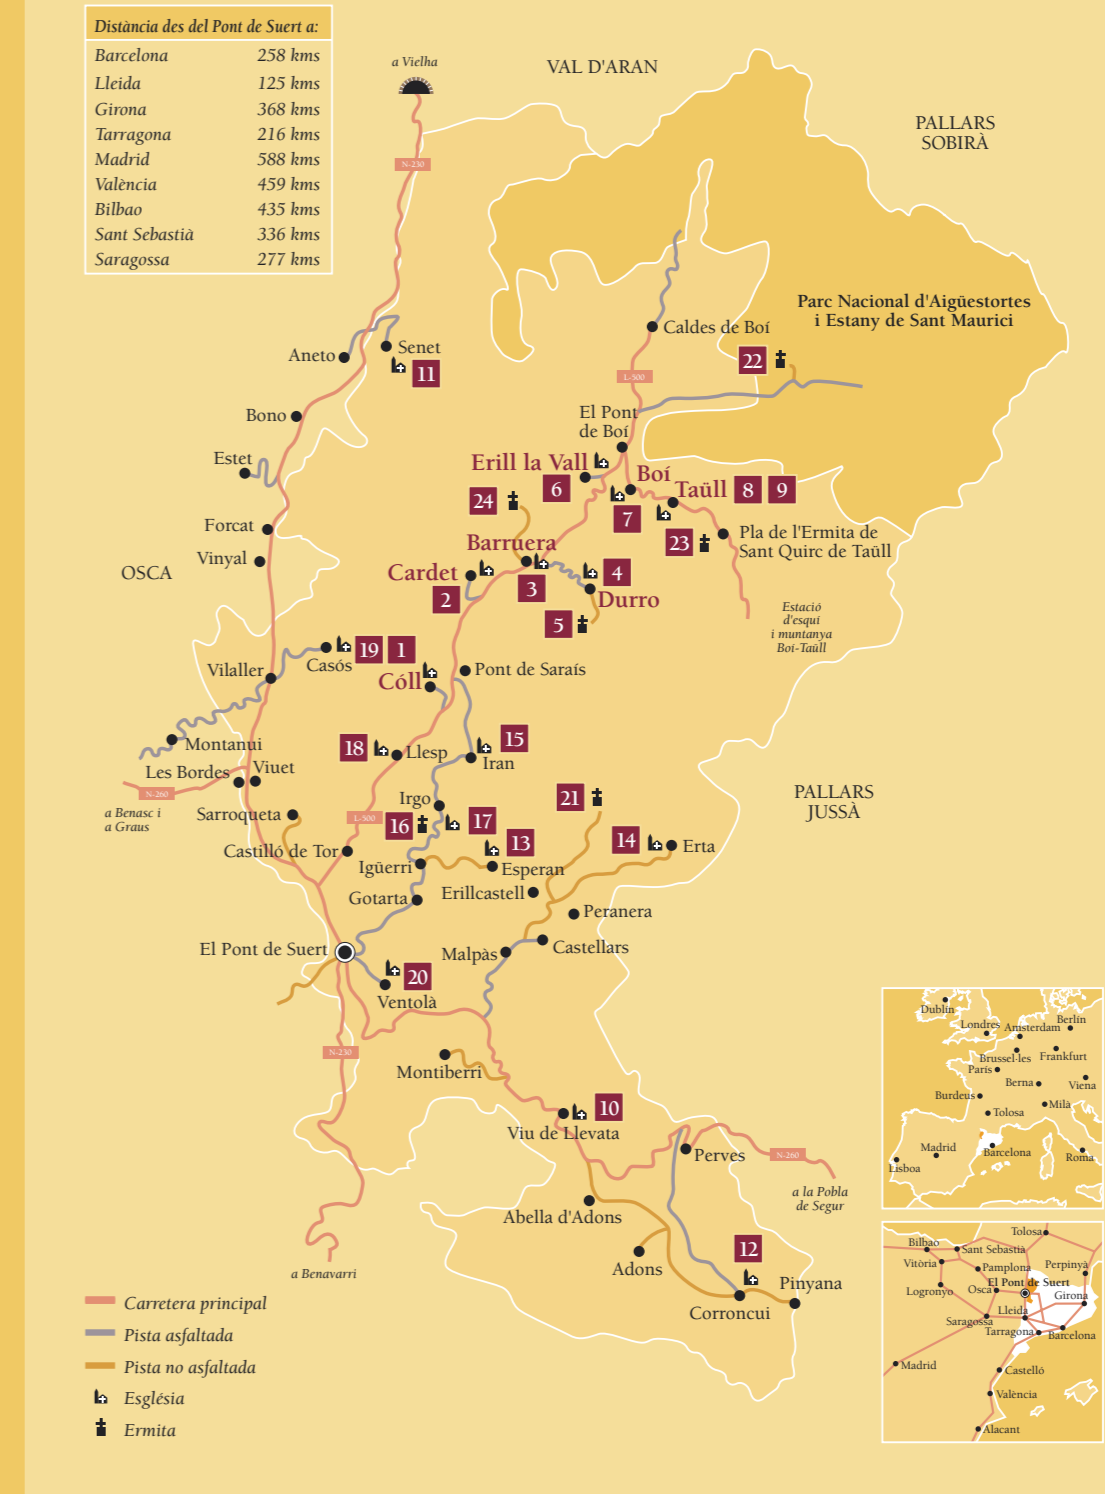 Distància des del Pont de Suert a:
Barcelona 258 kms
Lleida 125 kms
Girona 368 kms
Tarragona 216 kms
Madrid 588 kms
València 459 kms
Bilbao 435 kms
Sant Sebastià 336 kms
Saragossa 277 kms
a Vielha
VAL D'ARAN
PALLARS
SOBIRÀ
N-230
Parc Nacional d'Aigüestortes
i Estany de Sant Maurici
Caldes de Boí
Aneto
Senet
11
22
L-500
Bono
El Pont
de Boí
Estet
Erill la Vall
6
Boí
7
Taüll
8 9
24
Forcat
23
Pla de l'Ermita de
Sant Quirc de Taüll
Vinyal
OSCA
Barruera
3
Cardet
2
4
Durro
5
Estació
d'esquí
i muntanya
Boí-Taüll
Casós
19 1
Cóll
Pont de Saraís
Vilaller
Montanui
18
Llesp
15
Iran
Les Bordes
Viuet
N-260
a Benasc i
a Graus
Sarroqueta
L-500
Irgo
16
17
21
PALLARS
JUSSÀ
Castilló de Tor
Igüerri
13
Esperan
14
Erta
Gotarta
Erillcastell
Peranera
El Pont de Suert
Malpàs
Castellars
20
Ventolà
N-230
Montiberri
10
Viu de Llevata
Perves
N-260
a la Pobla
de Segur
Abella d'Adons
Adons
12
Corroncui
Pinyana
a Benavarri
Carretera principal
Pista asfaltada
Pista no asfaltada
Església
Ermita
Dublín
Londres
Amsterdam
Berlín
Brussel·les
Frankfurt
París
Berna
Viena
Burdeus
Milà
Tolosa
Madrid
Barcelona
Roma
Lisboa
Tolosa
Bilbao
Sant Sebastià
Vitòria
Pamplona
Perpinyà
El Pont de Suert
Logronyo
Osca
Girona
Lleida
Saragossa
Tarragona
Barcelona
Madrid
Castelló
València
Alacant